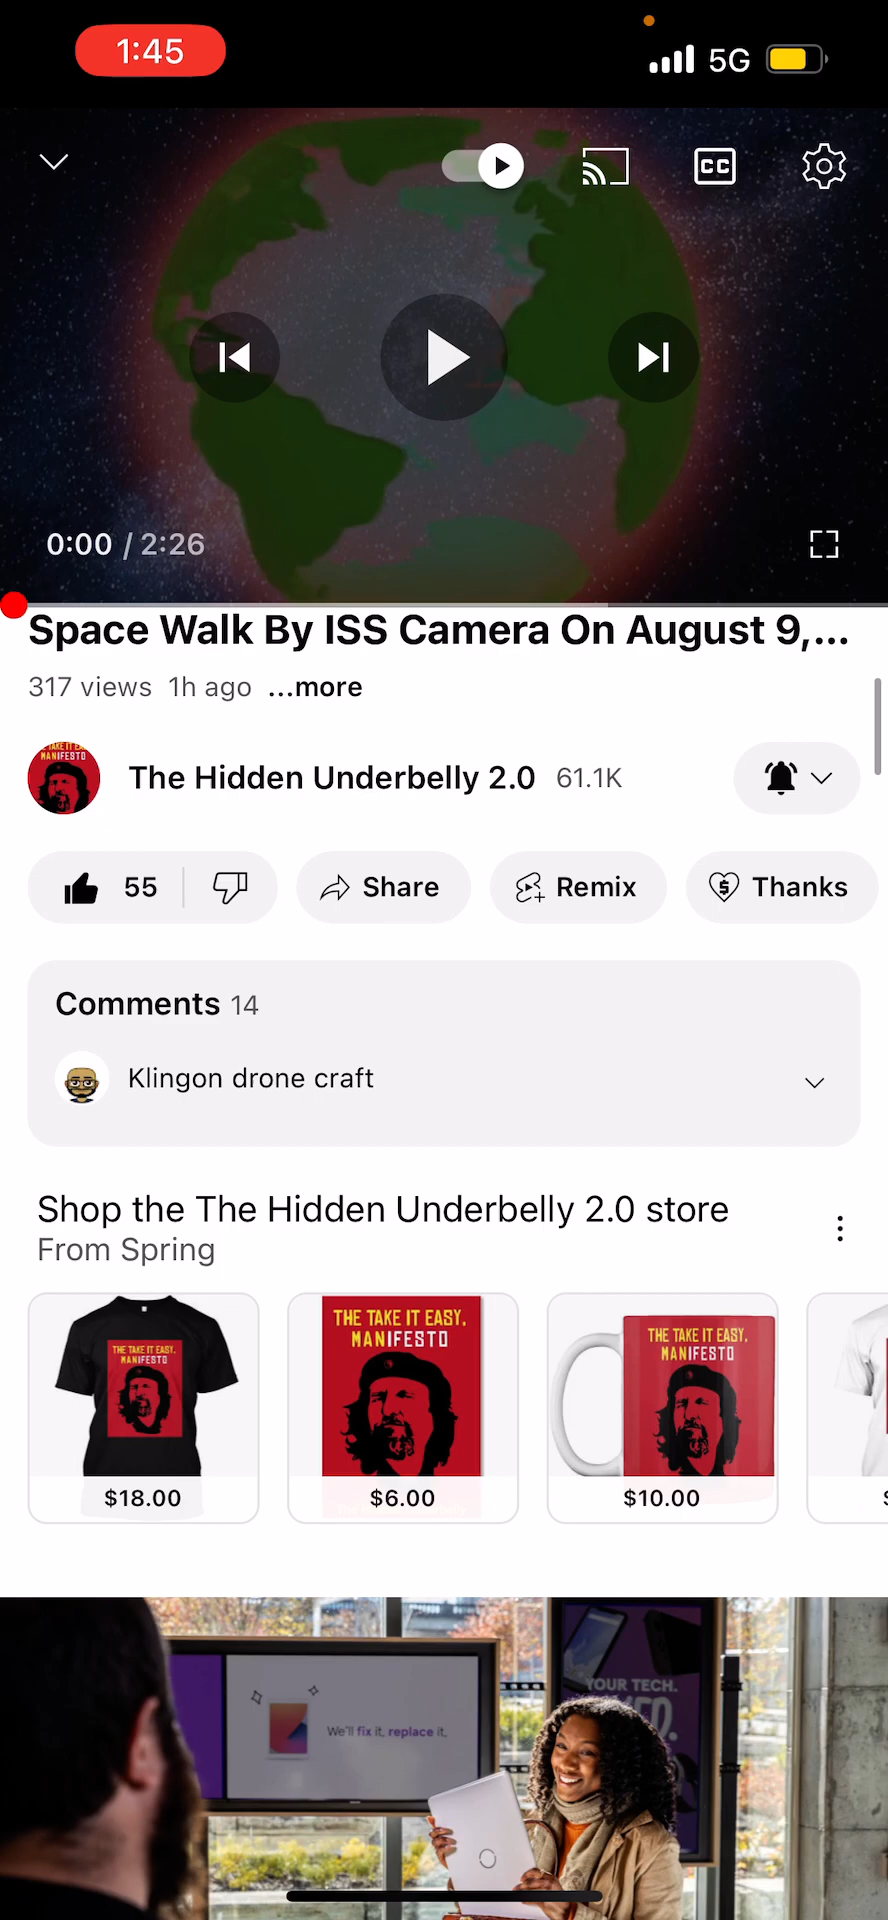 1:45
5G
CC
0:00 / 2:26
Space Walk By ISS Camera On August 9,...
317 views 1h ago ...more
MANIFESTO
The Hidden Underbelly 2.0 61.1K
55
Share
Remix
Thanks
Comments 14
Klingon drone craft
Shop the The Hidden Underbelly 2.0 store
From Spring
THE TAKE IT EASY,
MANIFESTO
$18.00
THE TAKE IT EASY,
MANIFESTO
$6.00
THE TAKE IT EASY,
MANIFESTO
$10.00
YOUR TECH.
We'll fix it, replace it,